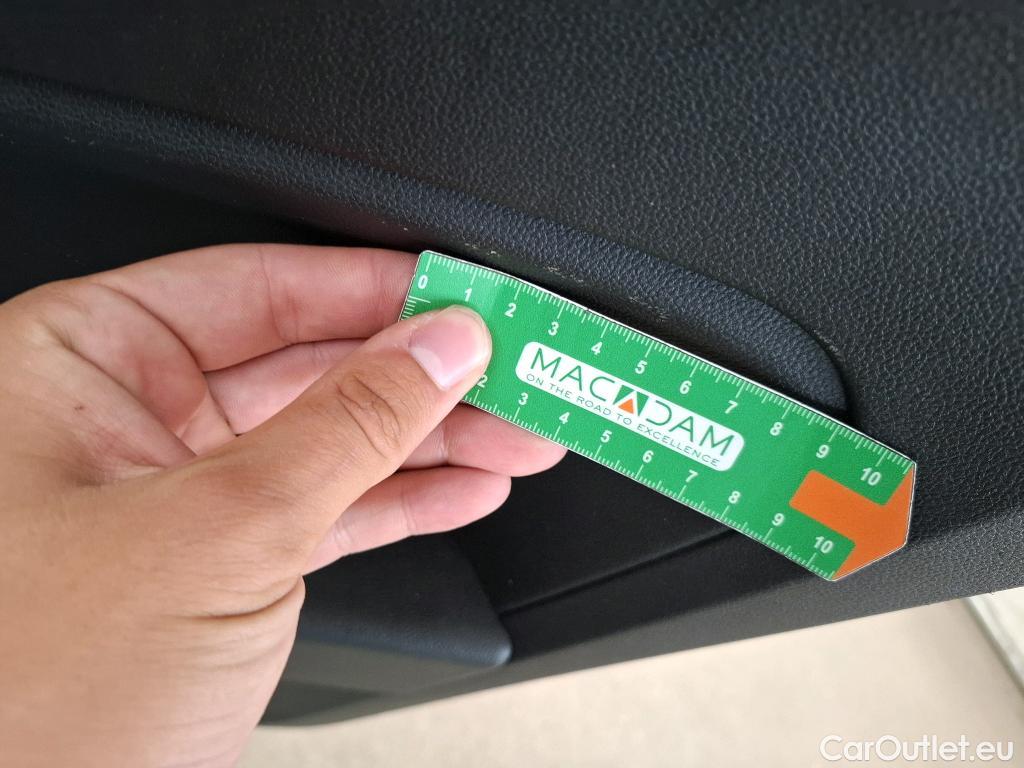 0 1 2 3 4 5 6 7 8 9 10
MACADAM
ON THE ROAD TO EXCELLENCE
2 3 4 5 6 7 8 9 10
CarOutlet.eu